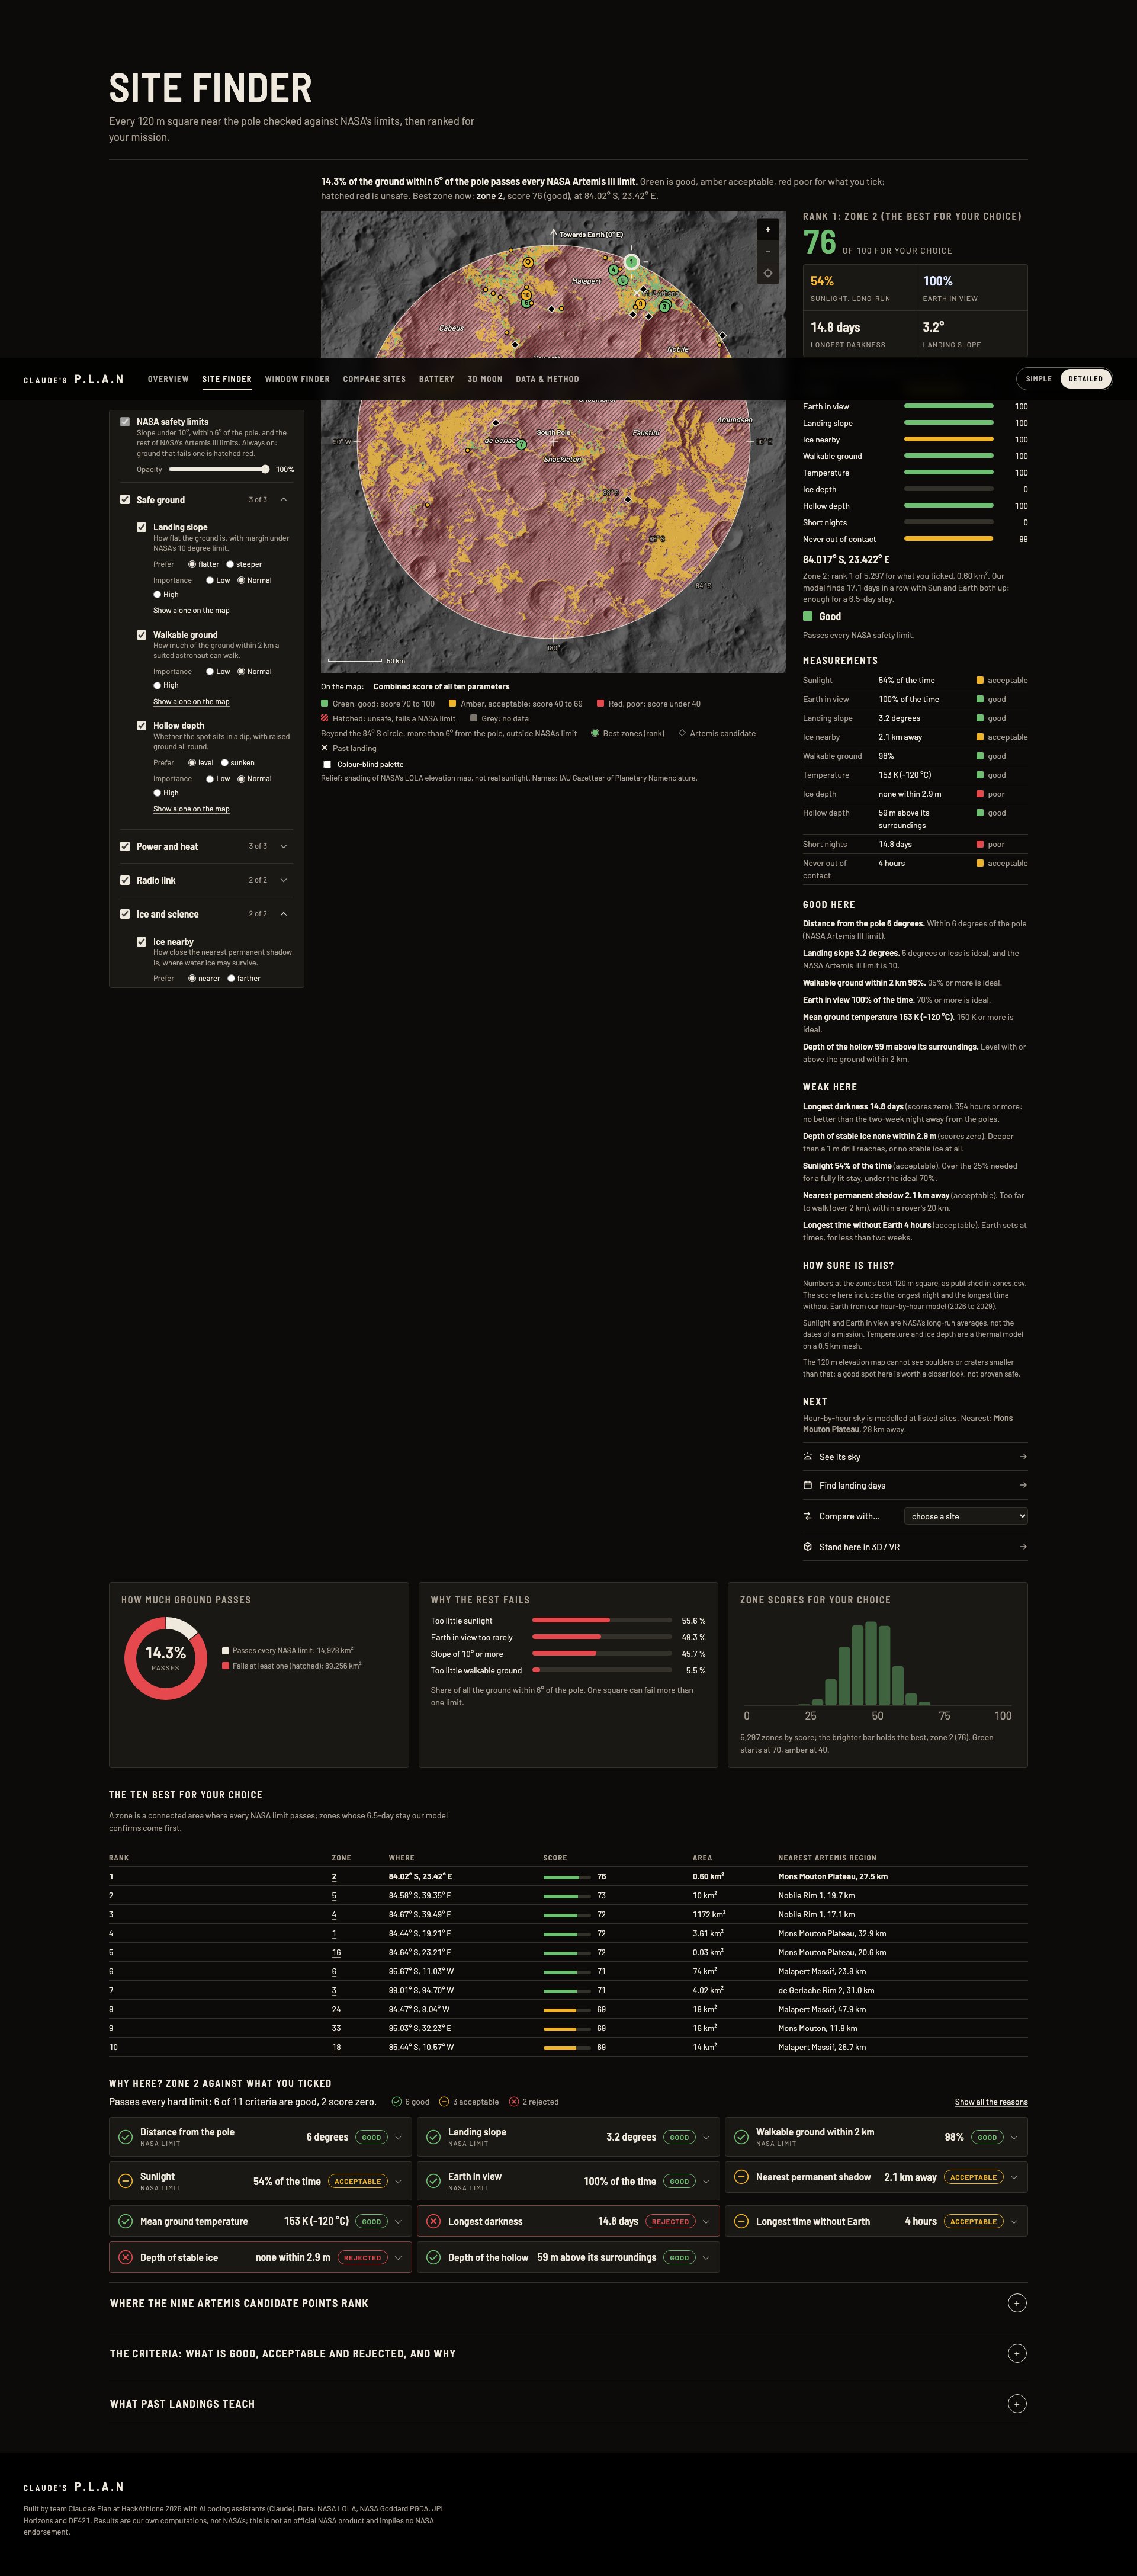 SITE FINDER
Every 120 m square near the pole checked against NASA's limits, then ranked for
your mission.
14.3% of the ground within 6° of the pole passes every NASA Artemis III limit. Green is good, amber acceptable, red poor for what you tick;
hatched red is unsafe. Best zone now: zone 2, score 76 (good), at 84.02° S, 23.42° E.
Towards Earth (0° E)
Malapert
Cabeus
Nobile
+
−
RANK 1: ZONE 2 (THE BEST FOR YOUR CHOICE)
76 OF 100 FOR YOUR CHOICE
54%
SUNLIGHT, LONG-RUN
100%
EARTH IN VIEW
14.8 days
LONGEST DARKNESS
3.2°
LANDING SLOPE
CLAUDE'S P.L.A.N
OVERVIEW
SITE FINDER
WINDOW FINDER
COMPARE SITES
BATTERY
3D MOON
DATA & METHOD
SIMPLE
DETAILED
NASA safety limits
Slope under 10°, within 6° of the pole, and the
rest of NASA's Artemis III limits. Always on:
ground that fails one is hatched red.
Opacity 100%
Safe ground 3 of 3
Landing slope
How flat the ground is, with margin under
NASA's 10 degree limit.
Prefer flatter steeper
Importance Low Normal
High
Show alone on the map
Walkable ground
How much of the ground within 2 km a
suited astronaut can walk.
Importance Low Normal
High
Show alone on the map
Hollow depth
Whether the spot sits in a dip, with raised
ground all round.
Prefer level sunken
Importance Low Normal
High
Show alone on the map
Power and heat 3 of 3
Radio link 2 of 2
Ice and science 2 of 2
Ice nearby
How close the nearest permanent shadow
is, where water ice may survive.
Prefer nearer farther
Amundsen
de Gerlache
South Pole
Faustini
Shackleton
84°S
50 km
On the map: Combined score of all ten parameters
Green, good: score 70 to 100
Amber, acceptable: score 40 to 69
Red, poor: score under 40
Hatched: unsafe, fails a NASA limit
Grey: no data
Beyond the 84° S circle: more than 6° from the pole, outside NASA's limit
Best zones (rank)
Artemis candidate
Past landing
Colour-blind palette
Relief: shading of NASA's LOLA elevation map, not real sunlight. Names: IAU Gazetteer of Planetary Nomenclature.
Earth in view 100
Landing slope 100
Ice nearby 100
Walkable ground 100
Temperature 100
Ice depth 0
Hollow depth 100
Short nights 0
Never out of contact 99
84.017° S, 23.422° E
Zone 2: rank 1 of 5,297 for what you ticked, 0.60 km². Our
model finds 17.1 days in a row with Sun and Earth both up:
enough for a 6.5-day stay.
Good
Passes every NASA safety limit.
MEASUREMENTS
Sunlight 54% of the time acceptable
Earth in view 100% of the time good
Landing slope 3.2 degrees good
Ice nearby 2.1 km away acceptable
Walkable ground 98% good
Temperature 153 K (-120 °C) good
Ice depth none within 2.9 m poor
Hollow depth 59 m above its
surroundings good
Short nights 14.8 days poor
Never out of
contact 4 hours acceptable
GOOD HERE
Distance from the pole 6 degrees. Within 6 degrees of the pole
(NASA Artemis III limit).
Landing slope 3.2 degrees. 5 degrees or less is ideal, and the
NASA Artemis III limit is 10.
Walkable ground within 2 km 98%. 95% or more is ideal.
Earth in view 100% of the time. 70% or more is ideal.
Mean ground temperature 153 K (-120 °C). 150 K or more is
ideal.
Depth of the hollow 59 m above its surroundings. Level with or
above the ground within 2 km.
WEAK HERE
Longest darkness 14.8 days (scores zero). 354 hours or more:
no better than the two-week night away from the poles.
Depth of stable ice none within 2.9 m (scores zero). Deeper
than a 1 m drill reaches, or no stable ice at all.
Sunlight 54% of the time (acceptable). Over the 25% needed
for a fully lit stay, under the ideal 70%.
Nearest permanent shadow 2.1 km away (acceptable). Too far
to walk (over 2 km), within a rover's 20 km.
Longest time without Earth 4 hours (acceptable). Earth sets at
times, for less than two weeks.
HOW SURE IS THIS?
Numbers at the zone's best 120 m square, as published in zones.csv.
The score here includes the longest night and the longest time
without Earth from our hour-by-hour model (2026 to 2029).
Sunlight and Earth in view are NASA's long-run averages, not the
dates of a mission. Temperature and ice depth are a thermal model
on a 0.5 km mesh.
The 120 m elevation map cannot see boulders or craters smaller
than that: a good spot here is worth a closer look, not proven safe.
NEXT
Hour-by-hour sky is modelled at listed sites. Nearest: Mons
Mouton Plateau, 28 km away.
See its sky
Find landing days
Compare with... choose a site
Stand here in 3D / VR
HOW MUCH GROUND PASSES
14.3%
PASSES
Passes every NASA limit: 14,928 km²
Fails at least one (hatched): 89,256 km²
WHY THE REST FAILS
Too little sunlight 55.6 %
Earth in view too rarely 49.3 %
Slope of 10° or more 45.7 %
Too little walkable ground 5.5 %
Share of all the ground within 6° of the pole. One square can fail more than
one limit.
ZONE SCORES FOR YOUR CHOICE
0 25 50 75 100
5,297 zones by score; the brighter bar holds the best, zone 2 (76). Green
starts at 70, amber at 40.
THE TEN BEST FOR YOUR CHOICE
A zone is a connected area where every NASA limit passes; zones whose 6.5-day stay our model
confirms come first.
RANK ZONE WHERE SCORE AREA NEAREST ARTEMIS REGION
1 2 84.02° S, 23.42° E 76 0.60 km² Mons Mouton Plateau, 27.5 km
2 5 84.58° S, 39.35° E 73 10 km² Nobile Rim 1, 19.7 km
3 4 84.67° S, 39.49° E 72 1172 km² Nobile Rim 1, 17.1 km
4 1 84.44° S, 19.21° E 72 3.61 km² Mons Mouton Plateau, 32.9 km
5 16 84.64° S, 23.21° E 72 0.03 km² Mons Mouton Plateau, 20.6 km
6 6 85.67° S, 11.03° W 71 74 km² Malapert Massif, 23.8 km
7 3 89.01° S, 94.70° W 71 4.02 km² de Gerlache Rim 2, 31.0 km
8 24 84.47° S, 8.04° W 69 18 km² Malapert Massif, 47.9 km
9 33 85.03° S, 32.23° E 69 16 km² Mons Mouton, 11.8 km
10 18 85.44° S, 10.57° W 69 14 km² Malapert Massif, 26.7 km
WHY HERE? ZONE 2 AGAINST WHAT YOU TICKED
Passes every hard limit: 6 of 11 criteria are good, 2 score zero. 6 good 3 acceptable 2 rejected Show all the reasons
Distance from the pole
NASA LIMIT
6 degrees GOOD
Landing slope
NASA LIMIT
3.2 degrees GOOD
Walkable ground within 2 km
NASA LIMIT
98% GOOD
Sunlight
NASA LIMIT
54% of the time ACCEPTABLE
Earth in view
NASA LIMIT
100% of the time GOOD
Nearest permanent shadow 2.1 km away ACCEPTABLE
Mean ground temperature 153 K (-120 °C) GOOD
Longest darkness 14.8 days REJECTED
Longest time without Earth 4 hours ACCEPTABLE
Depth of stable ice none within 2.9 m REJECTED
Depth of the hollow 59 m above its surroundings GOOD
WHERE THE NINE ARTEMIS CANDIDATE POINTS RANK
THE CRITERIA: WHAT IS GOOD, ACCEPTABLE AND REJECTED, AND WHY
WHAT PAST LANDINGS TEACH
CLAUDE'S P.L.A.N
Built by team Claude's Plan at HackAthlone 2026 with AI coding assistants (Claude). Data: NASA LOLA, NASA Goddard PGDA, JPL
Horizons and DE421. Results are our own computations, not NASA's; this is not an official NASA product and implies no NASA
endorsement.